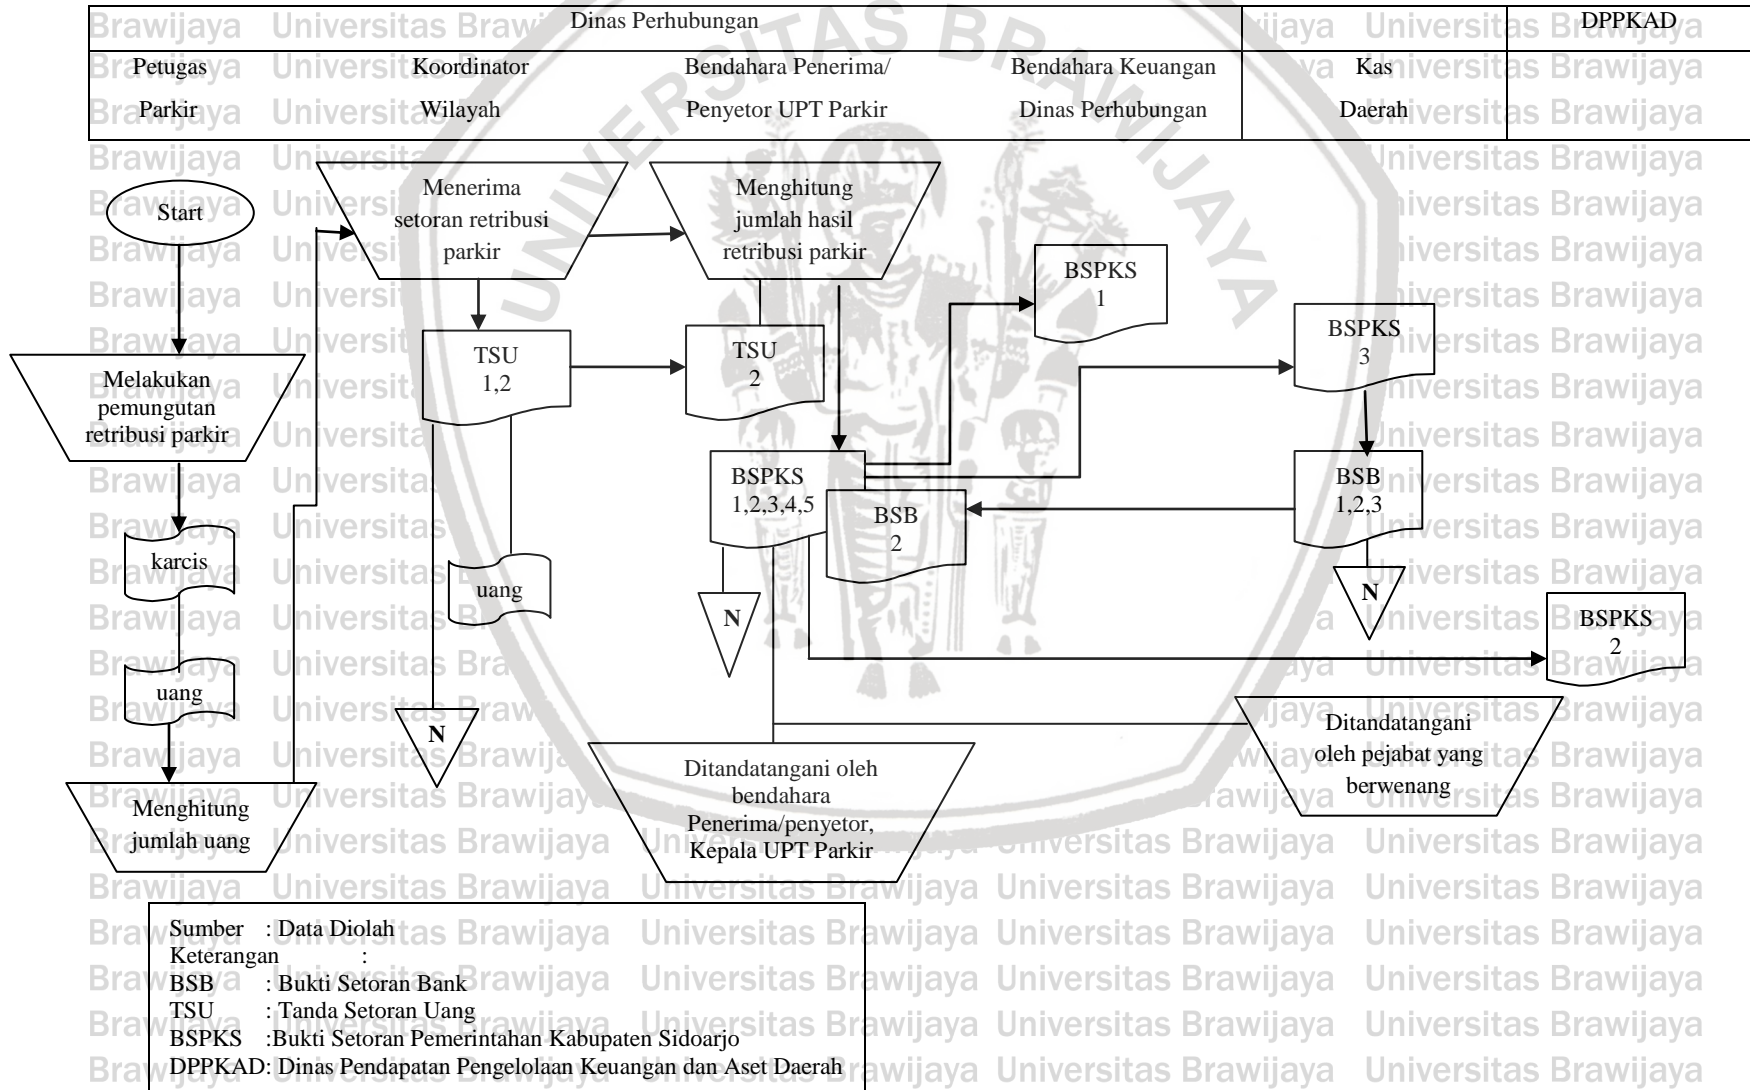 Dinas Perhubungan
DPPKAD
Petugas
Parkir
Koordinator
Wilayah
Bendahara Penerima/
Penyetor UPT Parkir
Bendahara Keuangan
Dinas Perhubungan
Kas
Daerah
Start
Melakukan
pemungutan
retribusi parkir
karcis
uang
Menghitung
jumlah uang
Menerima
setoran retribusi
parkir
TSU
1,2
uang
N
Menghitung
jumlah hasil
retribusi parkir
TSU
2
BSPKS
1,2,3,4,5
BSB
2
N
Ditandatangani oleh
bendahara
Penerima/penyetor,
Kepala UPT Parkir
BSPKS
1
BSPKS
3
BSB
1,2,3
N
BSPKS
2
Ditandatangani
oleh pejabat yang
berwenang
Sumber : Data Diolah
Keterangan :
BSB : Bukti Setoran Bank
TSU : Tanda Setoran Uang
BSPKS :Bukti Setoran Pemerintahan Kabupaten Sidoarjo
DPPKAD: Dinas Pendapatan Pengelolaan Keuangan dan Aset Daerah
UNIVERSITAS BRAWIJAYA
Universitas Brawijaya